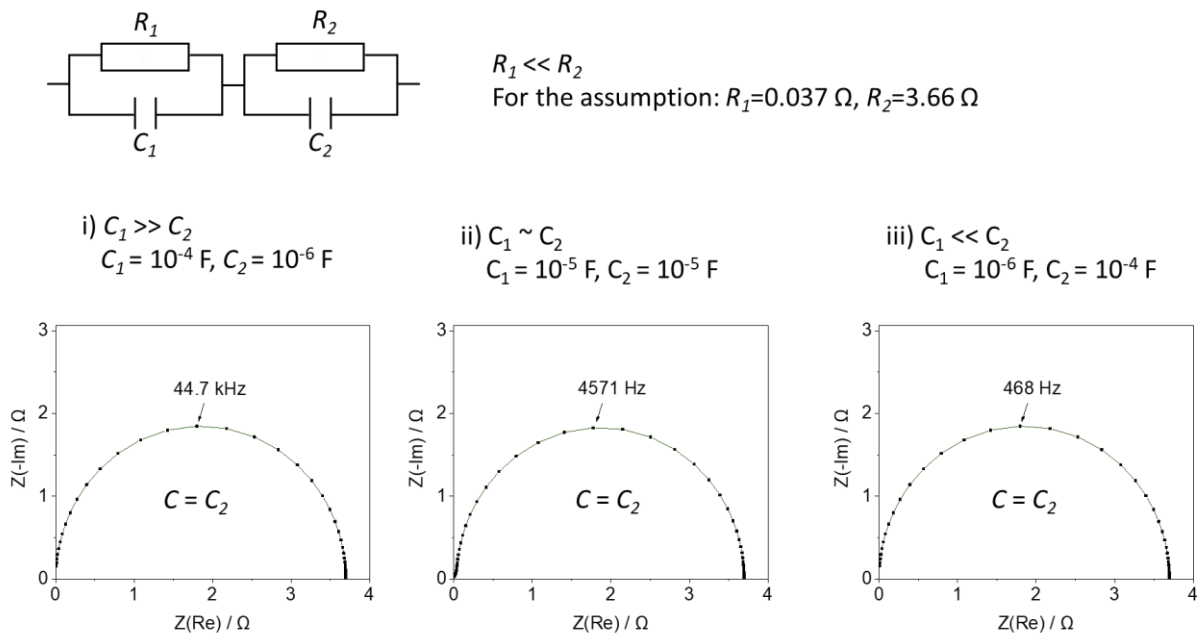 R₁
R₂
C₁
C₂
R₁ << R₂
For the assumption: R₁=0.037 Ω, R₂=3.66 Ω
i) C₁ >> C₂
C₁ = 10⁻⁴ F, C₂ = 10⁻⁶ F
ii) C₁ ~ C₂
C₁ = 10⁻⁵ F, C₂ = 10⁻⁵ F
iii) C₁ << C₂
C₁ = 10⁻⁶ F, C₂ = 10⁻⁴ F
3
2
1
0
Z(-Im) / Ω
44.7 kHz
C = C₂
0 1 2 3 4
Z(Re) / Ω
3
2
1
0
Z(-Im) / Ω
4571 Hz
C = C₂
0 1 2 3 4
Z(Re) / Ω
3
2
1
0
Z(-Im) / Ω
468 Hz
C = C₂
0 1 2 3 4
Z(Re) / Ω